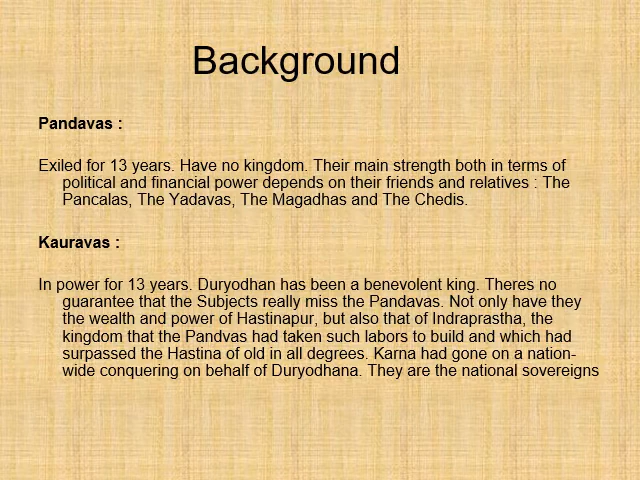 Background
Pandavas :
Exiled for 13 years. Have no kingdom. Their main strength both in terms of
political and financial power depends on their friends and relatives : The
Pancalas, The Yadavas, The Magadhas and The Chedis.
Kauravas :
In power for 13 years. Duryodhan has been a benevolent king. Theres no
guarantee that the Subjects really miss the Pandavas. Not only have they
the wealth and power of Hastinapur, but also that of Indraprastha, the
kingdom that the Pandvas had taken such labors to build and which had
surpassed the Hastina of old in all degrees. Karna had gone on a nation-
wide conquering on behalf of Duryodhana. They are the national sovereigns